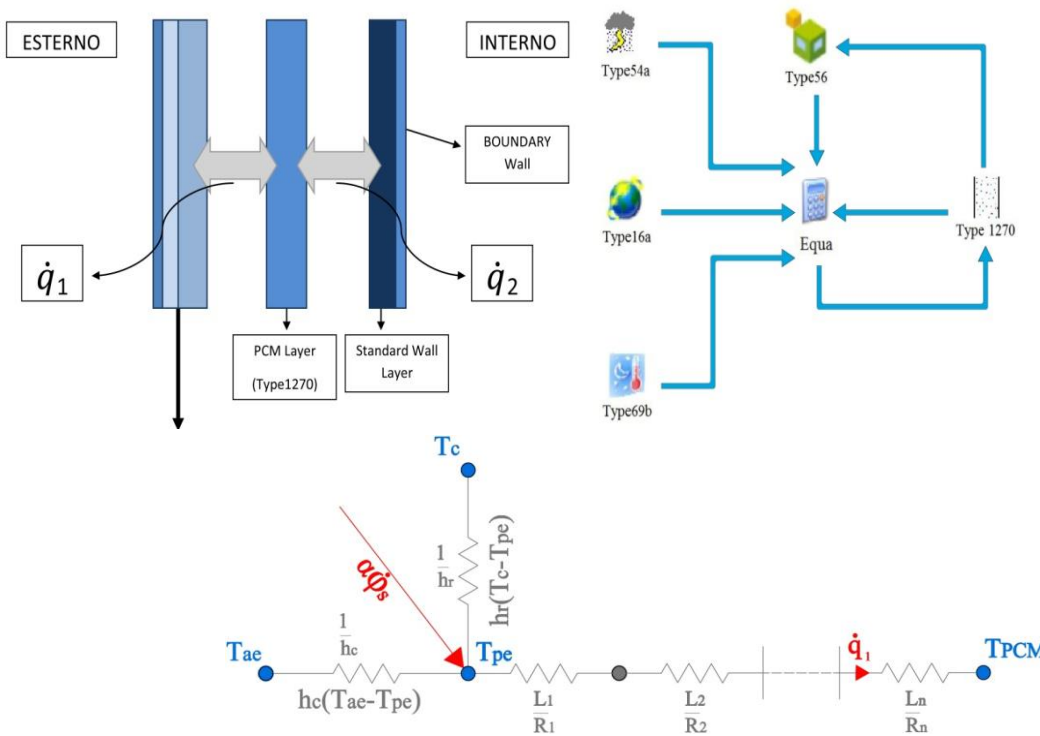 ESTERNO
INTERNO
BOUNDARY
Wall
q̇1
q̇2
PCM Layer
(Type1270)
Standard Wall
Layer
Type54a
Type56
Type16a
Equa
Type 1270
Type69b
Tc
αφ̇s
1
hr
hr(Tc-Tpe)
1
hc
Tae
Tpe
q̇1
TPCM
hc(Tae-Tpe)
L1
R1
L2
R2
Ln
Rn